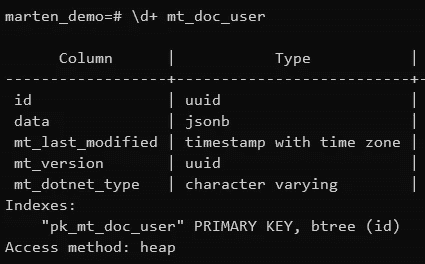 marten_demo=# \d+ mt_doc_user
Column | Type |
------------------+--------------------------+-
id | uuid |
data | jsonb |
mt_last_modified | timestamp with time zone |
mt_version | uuid |
mt_dotnet_type | character varying |
Indexes:
"pk_mt_doc_user" PRIMARY KEY, btree (id)
Access method: heap